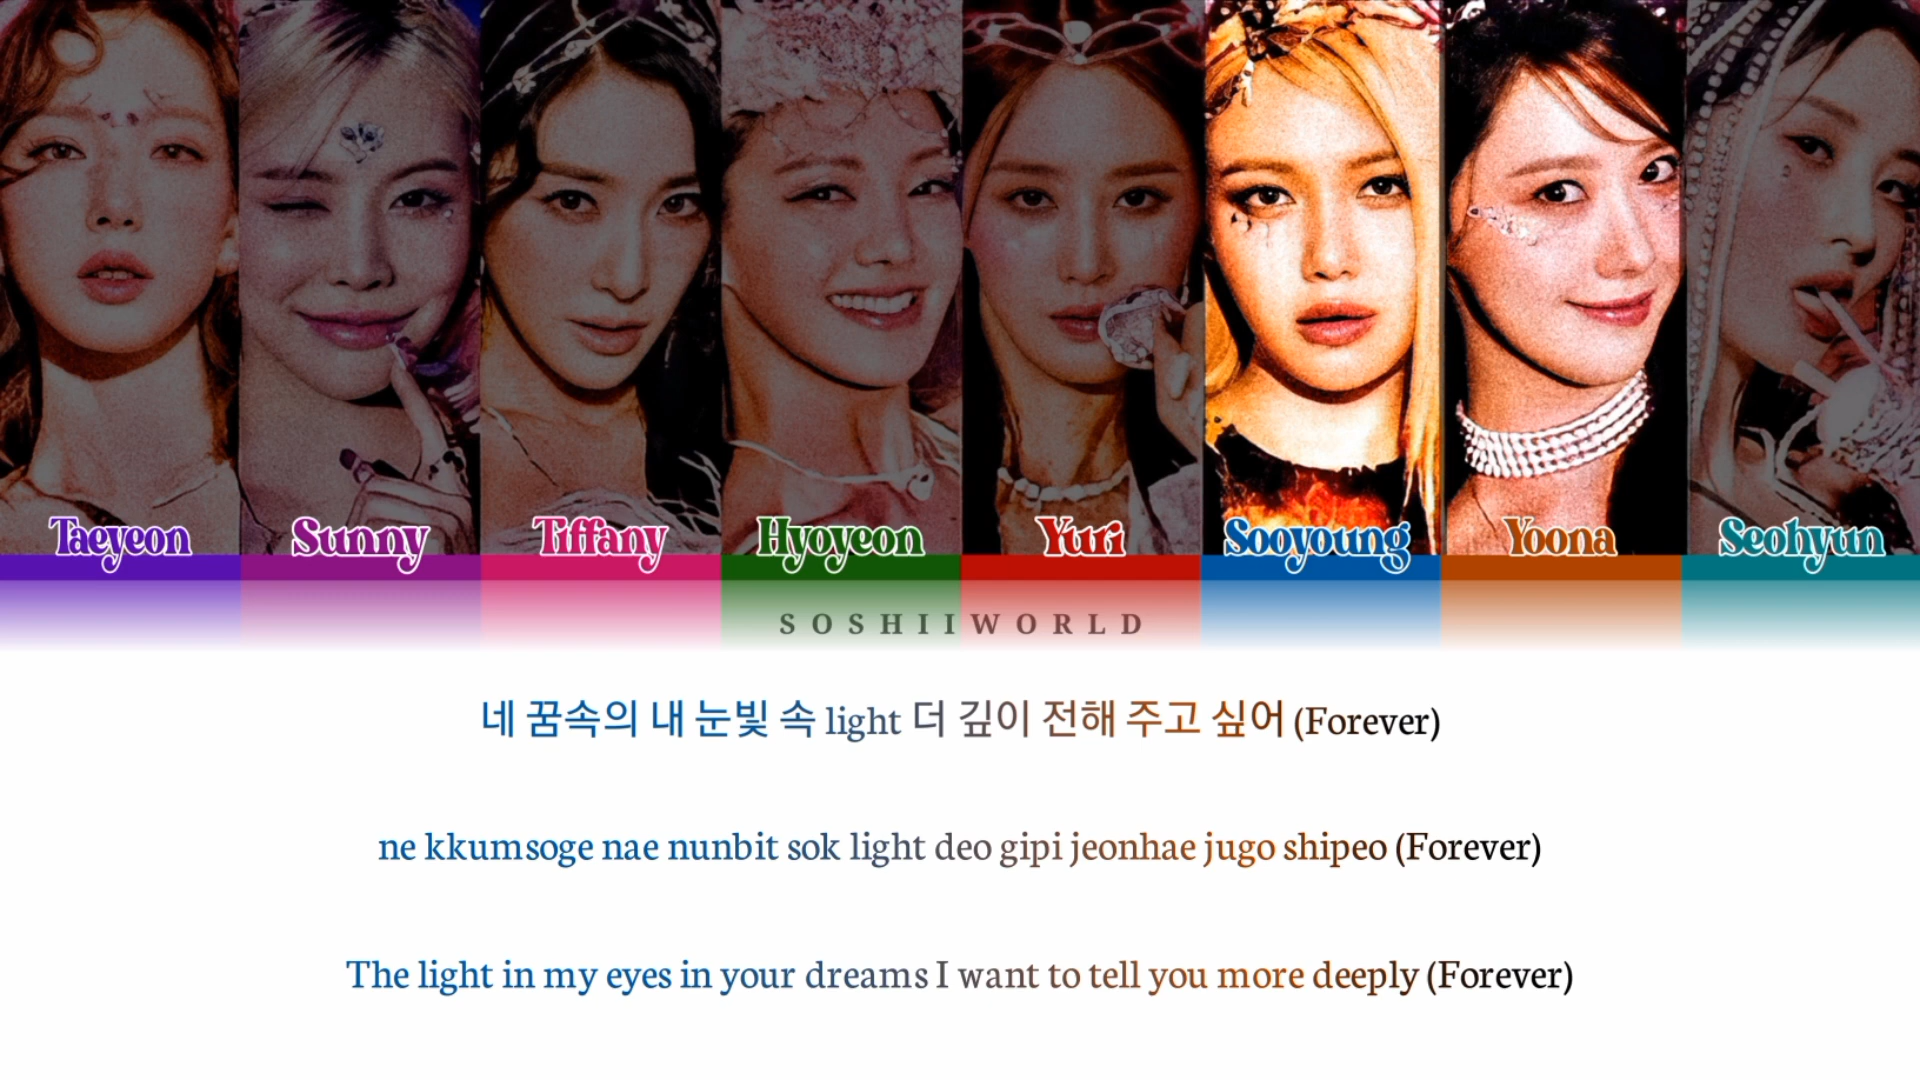 Taeyeon Sunny Tiffany Hyoyeon Yuri Sooyoung Yoona Seohyun
SOSHIIWORLD
네 꿈속의 내 눈빛 속 light 더 깊이 전해 주고 싶어 (Forever)
ne kkumsoge nae nunbit sok light deo gipi jeonhae jugo shipeo (Forever)
The light in my eyes in your dreams I want to tell you more deeply (Forever)